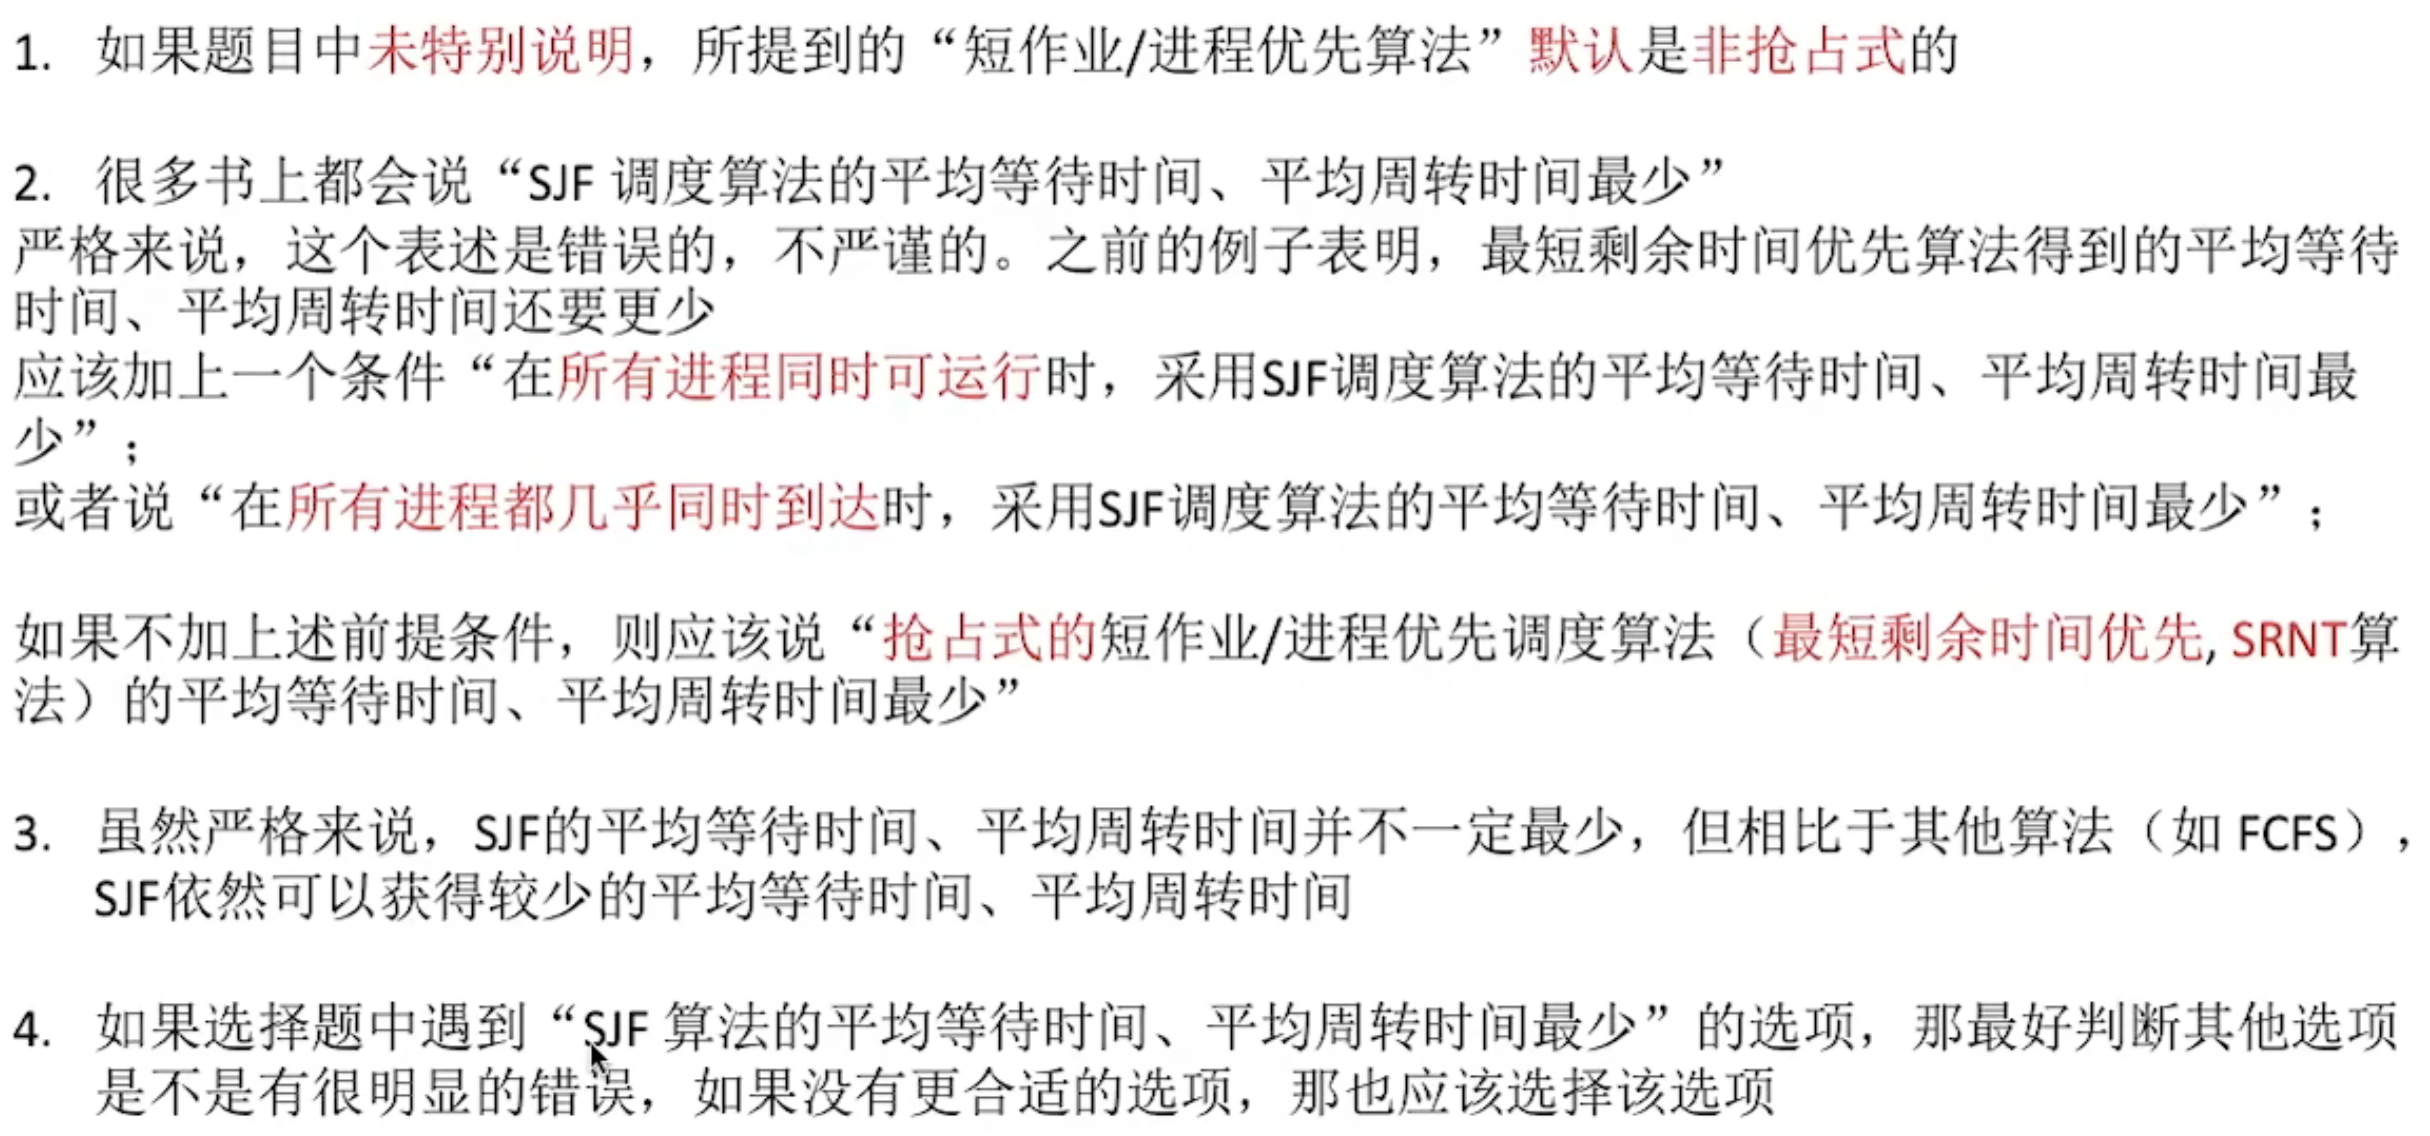 1. 如果题目中未特别说明，所提到的“短作业/进程优先算法”默认是非抢占式的
2. 很多书上都会说“SJF 调度算法的平均等待时间、平均周转时间最少”
严格来说，这个表述是错误的，不严谨的。之前的例子表明，最短剩余时间优先算法得到的平均等待
时间、平均周转时间还要更少
应该加上一个条件“在所有进程同时可运行时，采用SJF调度算法的平均等待时间、平均周转时间最
少”；
或者说“在所有进程都几乎同时到达时，采用SJF调度算法的平均等待时间、平均周转时间最少”；
如果不加上述前提条件，则应该说“抢占式的短作业/进程优先调度算法（最短剩余时间优先, SRNT算
法）的平均等待时间、平均周转时间最少”
3. 虽然严格来说，SJF的平均等待时间、平均周转时间并不一定最少，但相比于其他算法（如 FCFS），
SJF依然可以获得较少的平均等待时间、平均周转时间
4. 如果选择题中遇到“SJF 算法的平均等待时间、平均周转时间最少”的选项，那最好判断其他选项
是不是有很明显的错误，如果没有更合适的选项，那也应该选择该选项